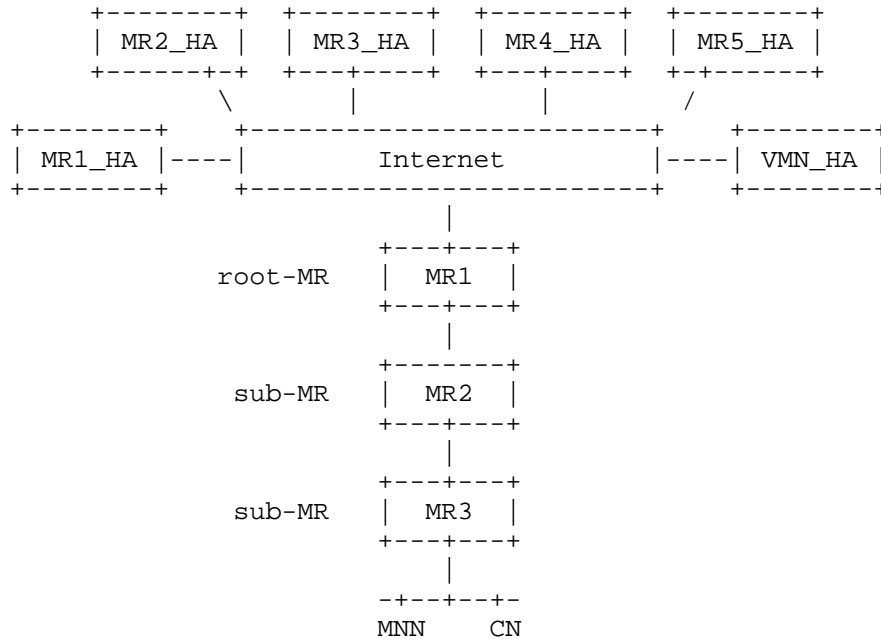 MR2_HA MR3_HA MR4_HA MR5_HA
MR1_HA Internet VMN_HA
root-MR MR1
sub-MR MR2
sub-MR MR3
MNN CN